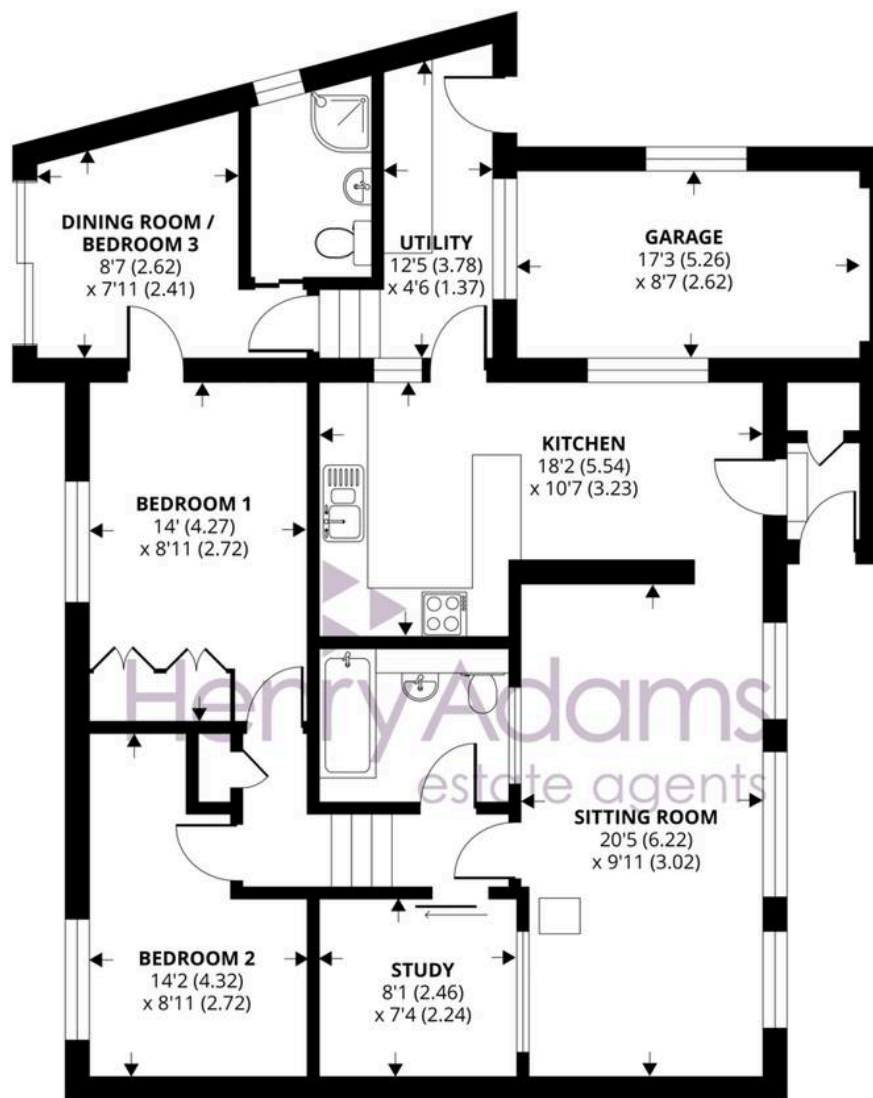 DINING ROOM /
BEDROOM 3
8'7 (2.62)
x 7'11 (2.41)
UTILITY
12'5 (3.78)
x 4'6 (1.37)
GARAGE
17'3 (5.26)
x 8'7 (2.62)
KITCHEN
18'2 (5.54)
x 10'7 (3.23)
BEDROOM 1
14' (4.27)
x 8'11 (2.72)
HenryAdams
estate agents
SITTING ROOM
20'5 (6.22)
x 9'11 (3.02)
BEDROOM 2
14'2 (4.32)
x 8'11 (2.72)
STUDY
8'1 (2.46)
x 7'4 (2.24)